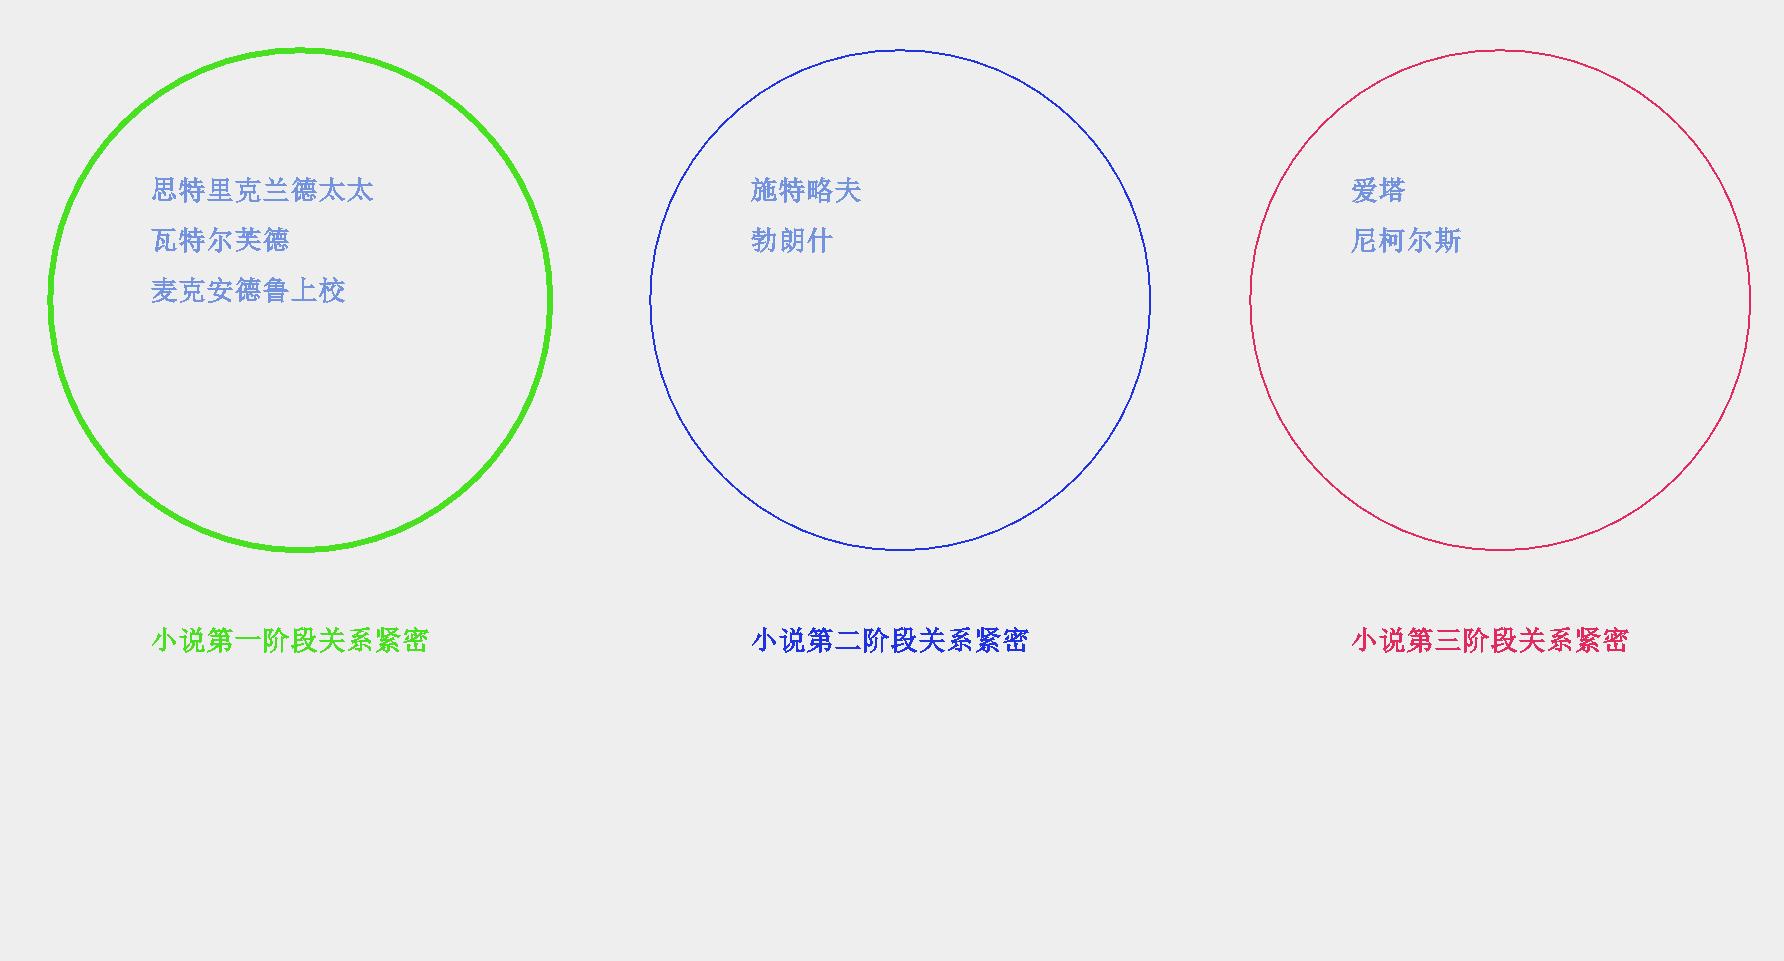 思特里克兰德太太
瓦特尔芙德
麦克安德鲁上校
小说第一阶段关系紧密
施特略夫
勃朗什
小说第二阶段关系紧密
爱塔
尼柯尔斯
小说第三阶段关系紧密